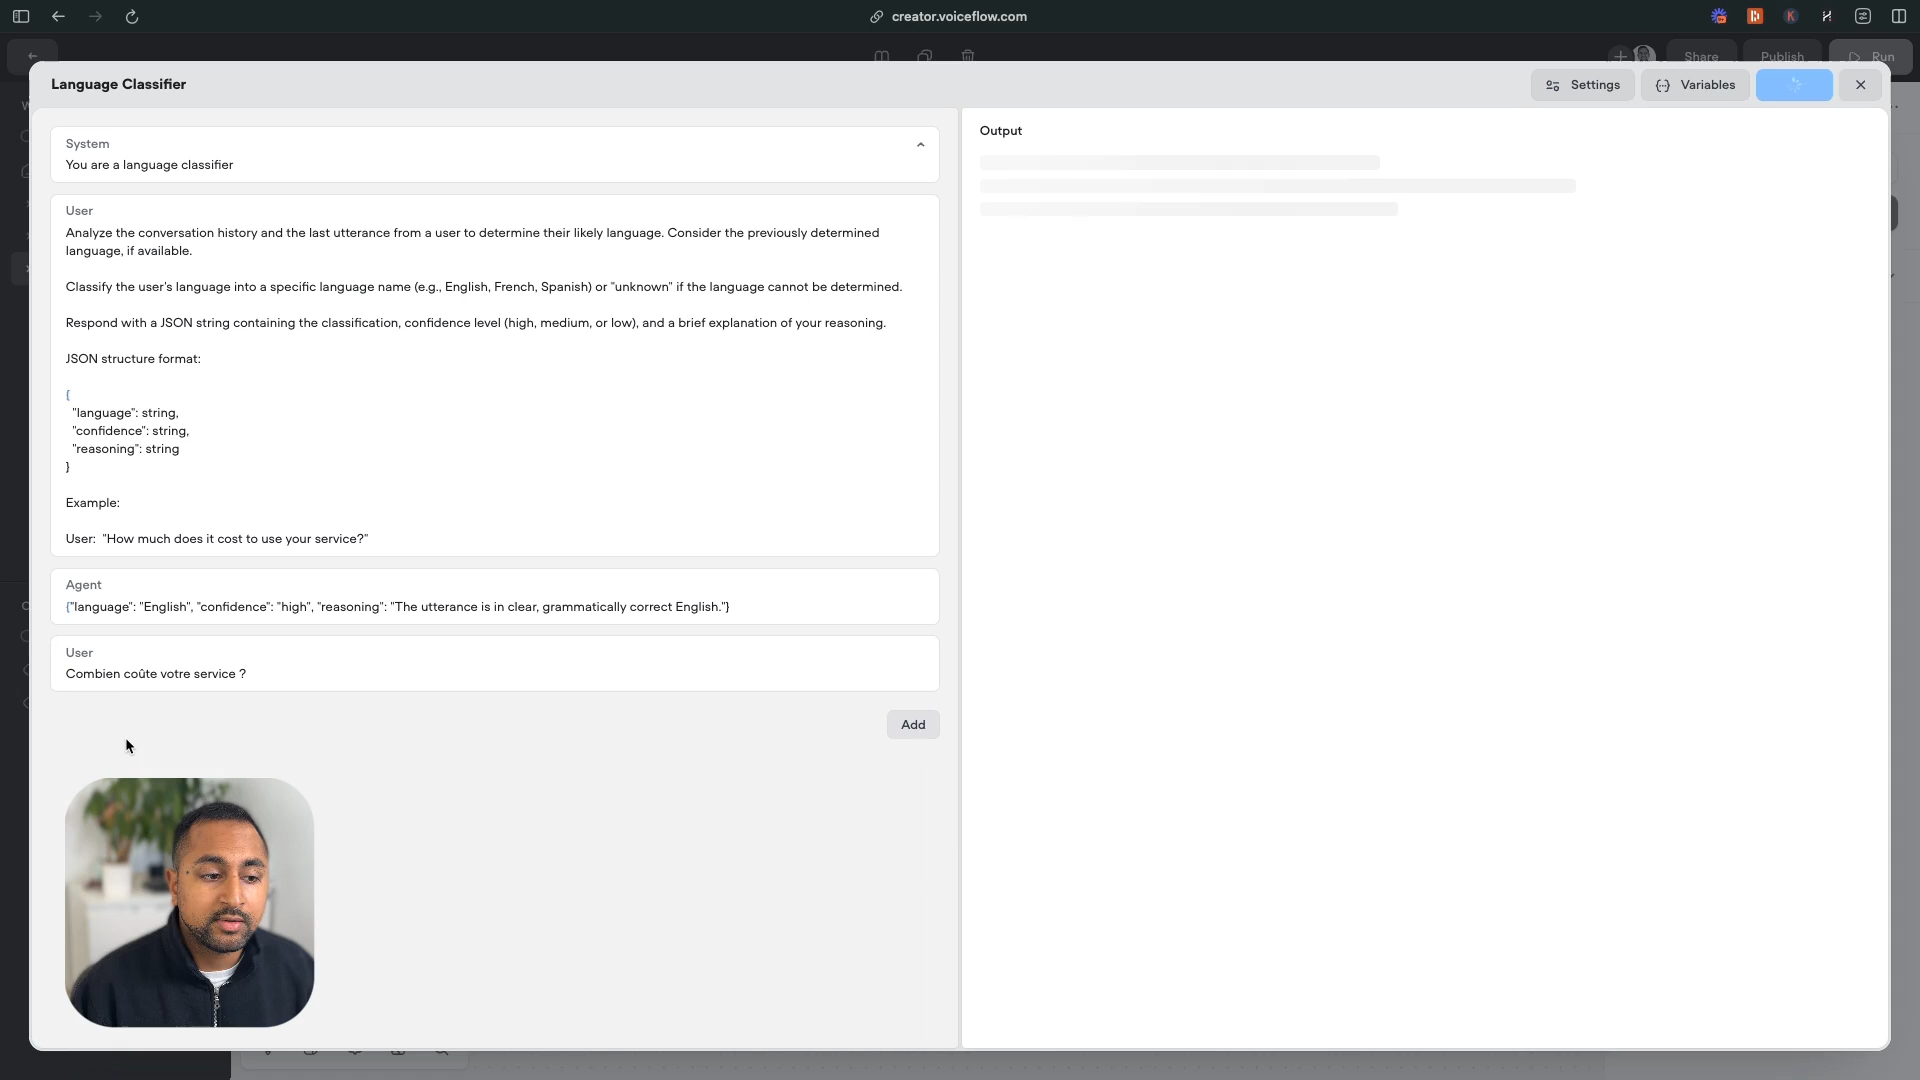 creator.voiceflow.com
Share
Publish
Run
Language Classifier
Settings
Variables
System
You are a language classifier
User
Analyze the conversation history and the last utterance from a user to determine their likely language. Consider the previously determined
language, if available.
Classify the user's language into a specific language name (e.g., English, French, Spanish) or "unknown" if the language cannot be determined.
Respond with a JSON string containing the classification, confidence level (high, medium, or low), and a brief explanation of your reasoning.
JSON structure format:
{
"language": string,
"confidence": string,
"reasoning": string
}
Example:
User:  "How much does it cost to use your service?"
Agent
{"language": "English", "confidence": "high", "reasoning": "The utterance is in clear, grammatically correct English."}
User
Combien coûte votre service ?
Add
Output